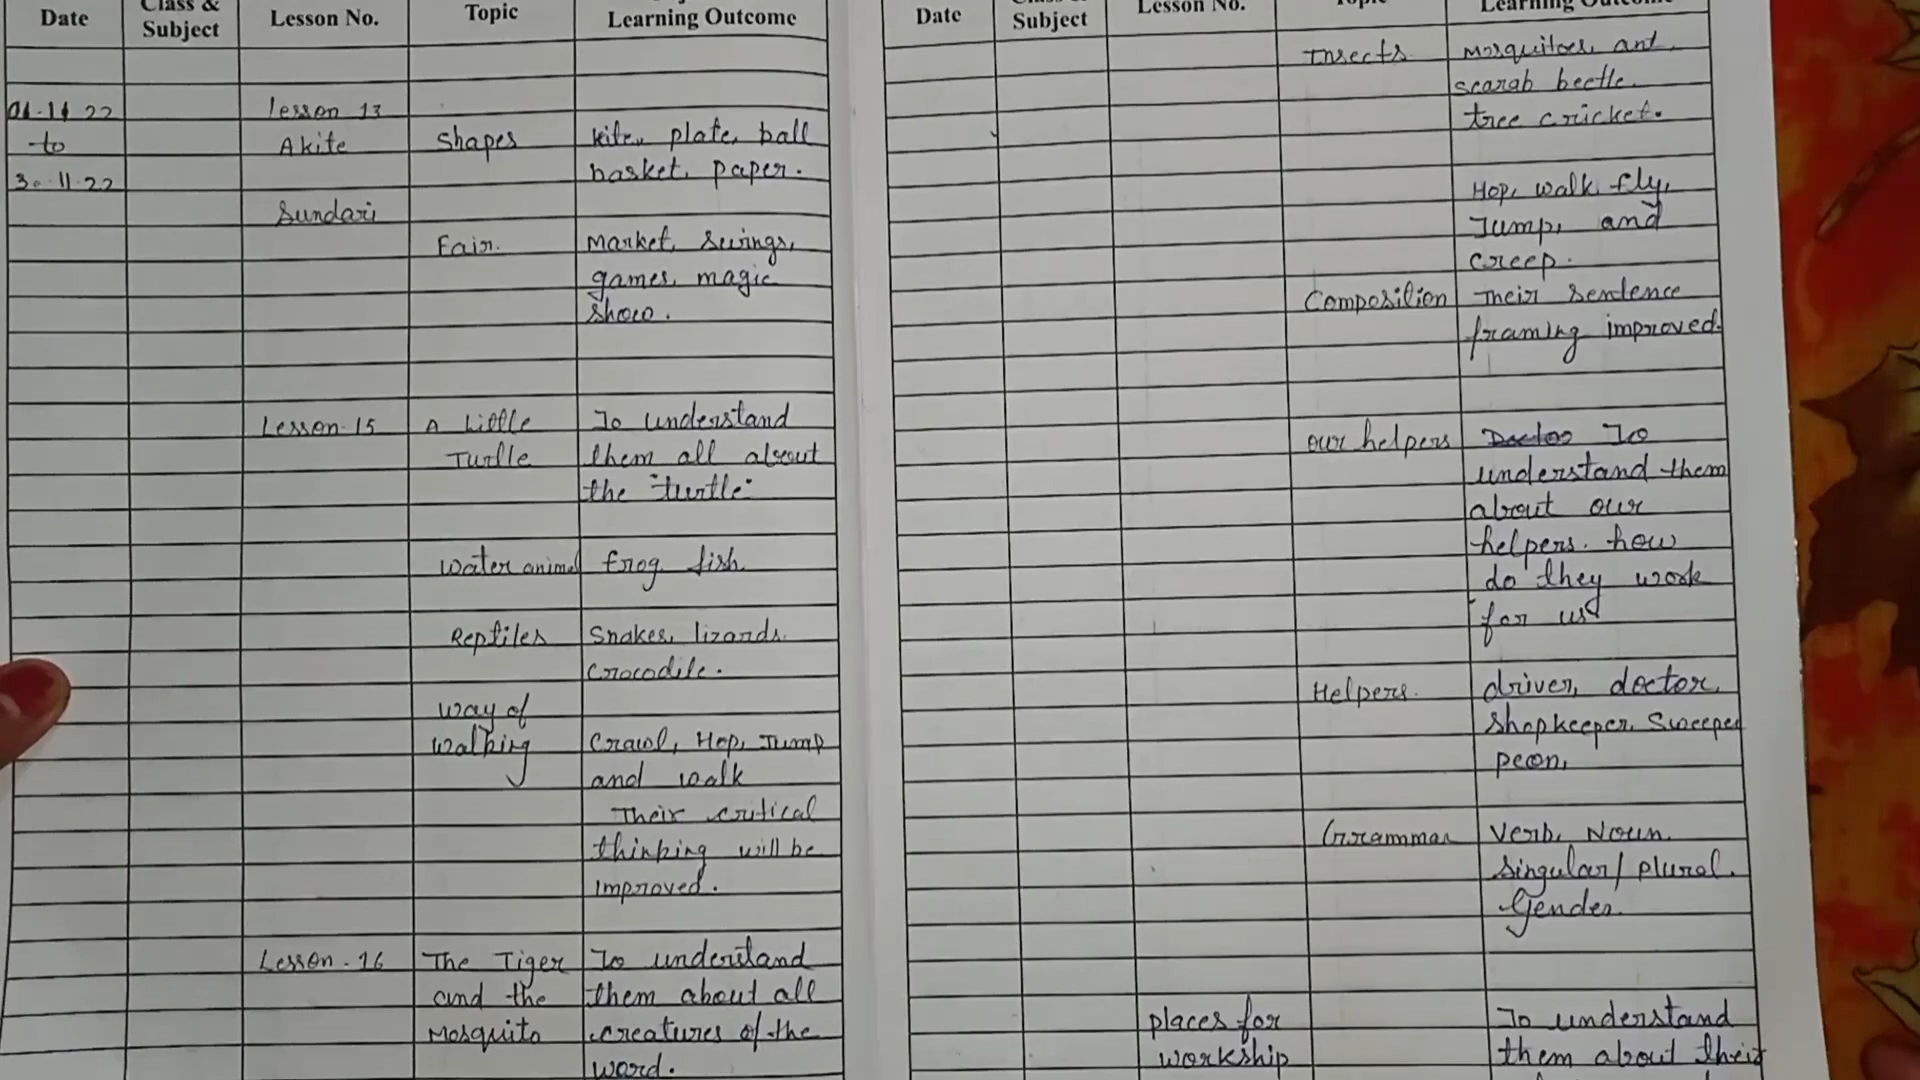 Date Class & Subject Lesson No. Topic Learning Outcome
01-11 22 Lesson 13
to A kite Shapes kite, plate, ball
30-11-22 basket, paper.
Sundari
Fair. Market, Swings,
games, magic
show.
Lesson-15 A Little To understand
Turtle them all about
the "turtle"
Water animal frog, fish.
Reptiles Snakes, lizards.
Crocodile.
Way of
walking Crawl, Hop, Jump
and walk
Their critical
thinking will be
improved.
Lesson-16 The Tiger To understand
and the them about all
Mosquito creatures of the
word.
Date Subject Lesson No. Topic Learning Outcome
Insects Mosquitoes, ant,
scarab beetle.
tree cricket.
Hop, walk, fly,
Jump, and
creep.
Composition Their sentence
framing improved.
our helpers To
understand them
about our
helpers. how
do they work
for us
Helpers. driver, doctor,
Shopkeeper, Sweeper
peon,
Grammar Verb, Noun.
Singular/plural.
Gender.
places for To understand
workship them about their